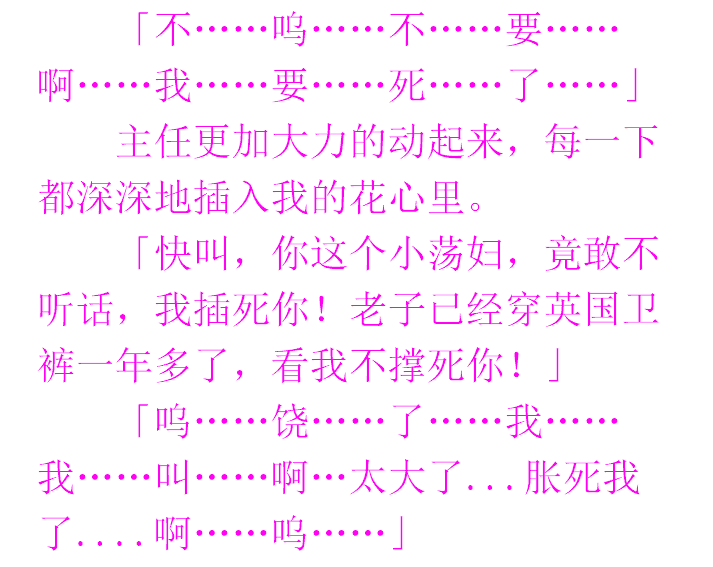 「不……呜……不……要……
啊……我……要……死……了……」
主任更加大力的动起来，每一下
都深深地插入我的花心里。
「快叫，你这个小荡妇，竟敢不
听话，我插死你！老子已经穿英国卫
裤一年多了，看我不撑死你！」
「呜……饶……了……我……
我……叫……啊…太大了...胀死我
了....啊……呜……」